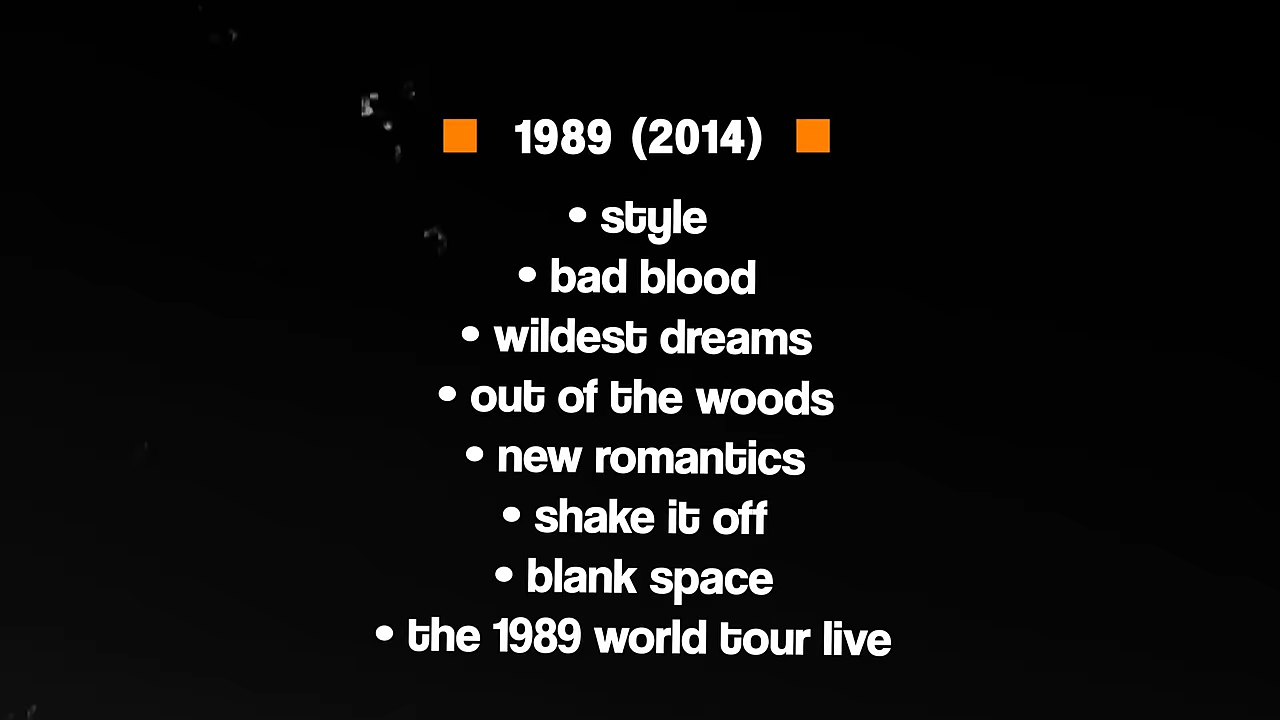 1989 (2014)
• style
• bad blood
• wildest dreams
• out of the woods
• new romantics
• shake it off
• blank space
• the 1989 world tour live